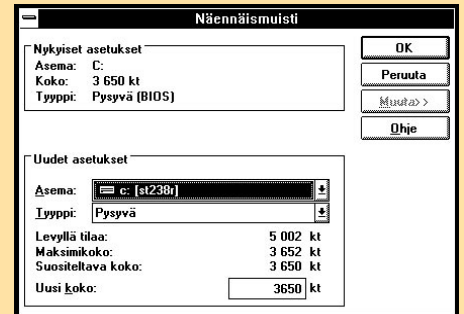 Näennäismuisti
Nykyiset asetukset
Asema: C:
Koko: 3 650 kt
Tyyppi: Pysyvä (BIOS)
OK
Peruuta
Muuta>>
Ohje
Uudet asetukset
Asema: c: [st238r]
Tyyppi: Pysyvä
Levyllä tilaa: 5 002 kt
Maksimikoko: 3 652 kt
Suositeltava koko: 3 650 kt
Uusi koko: 3650 kt